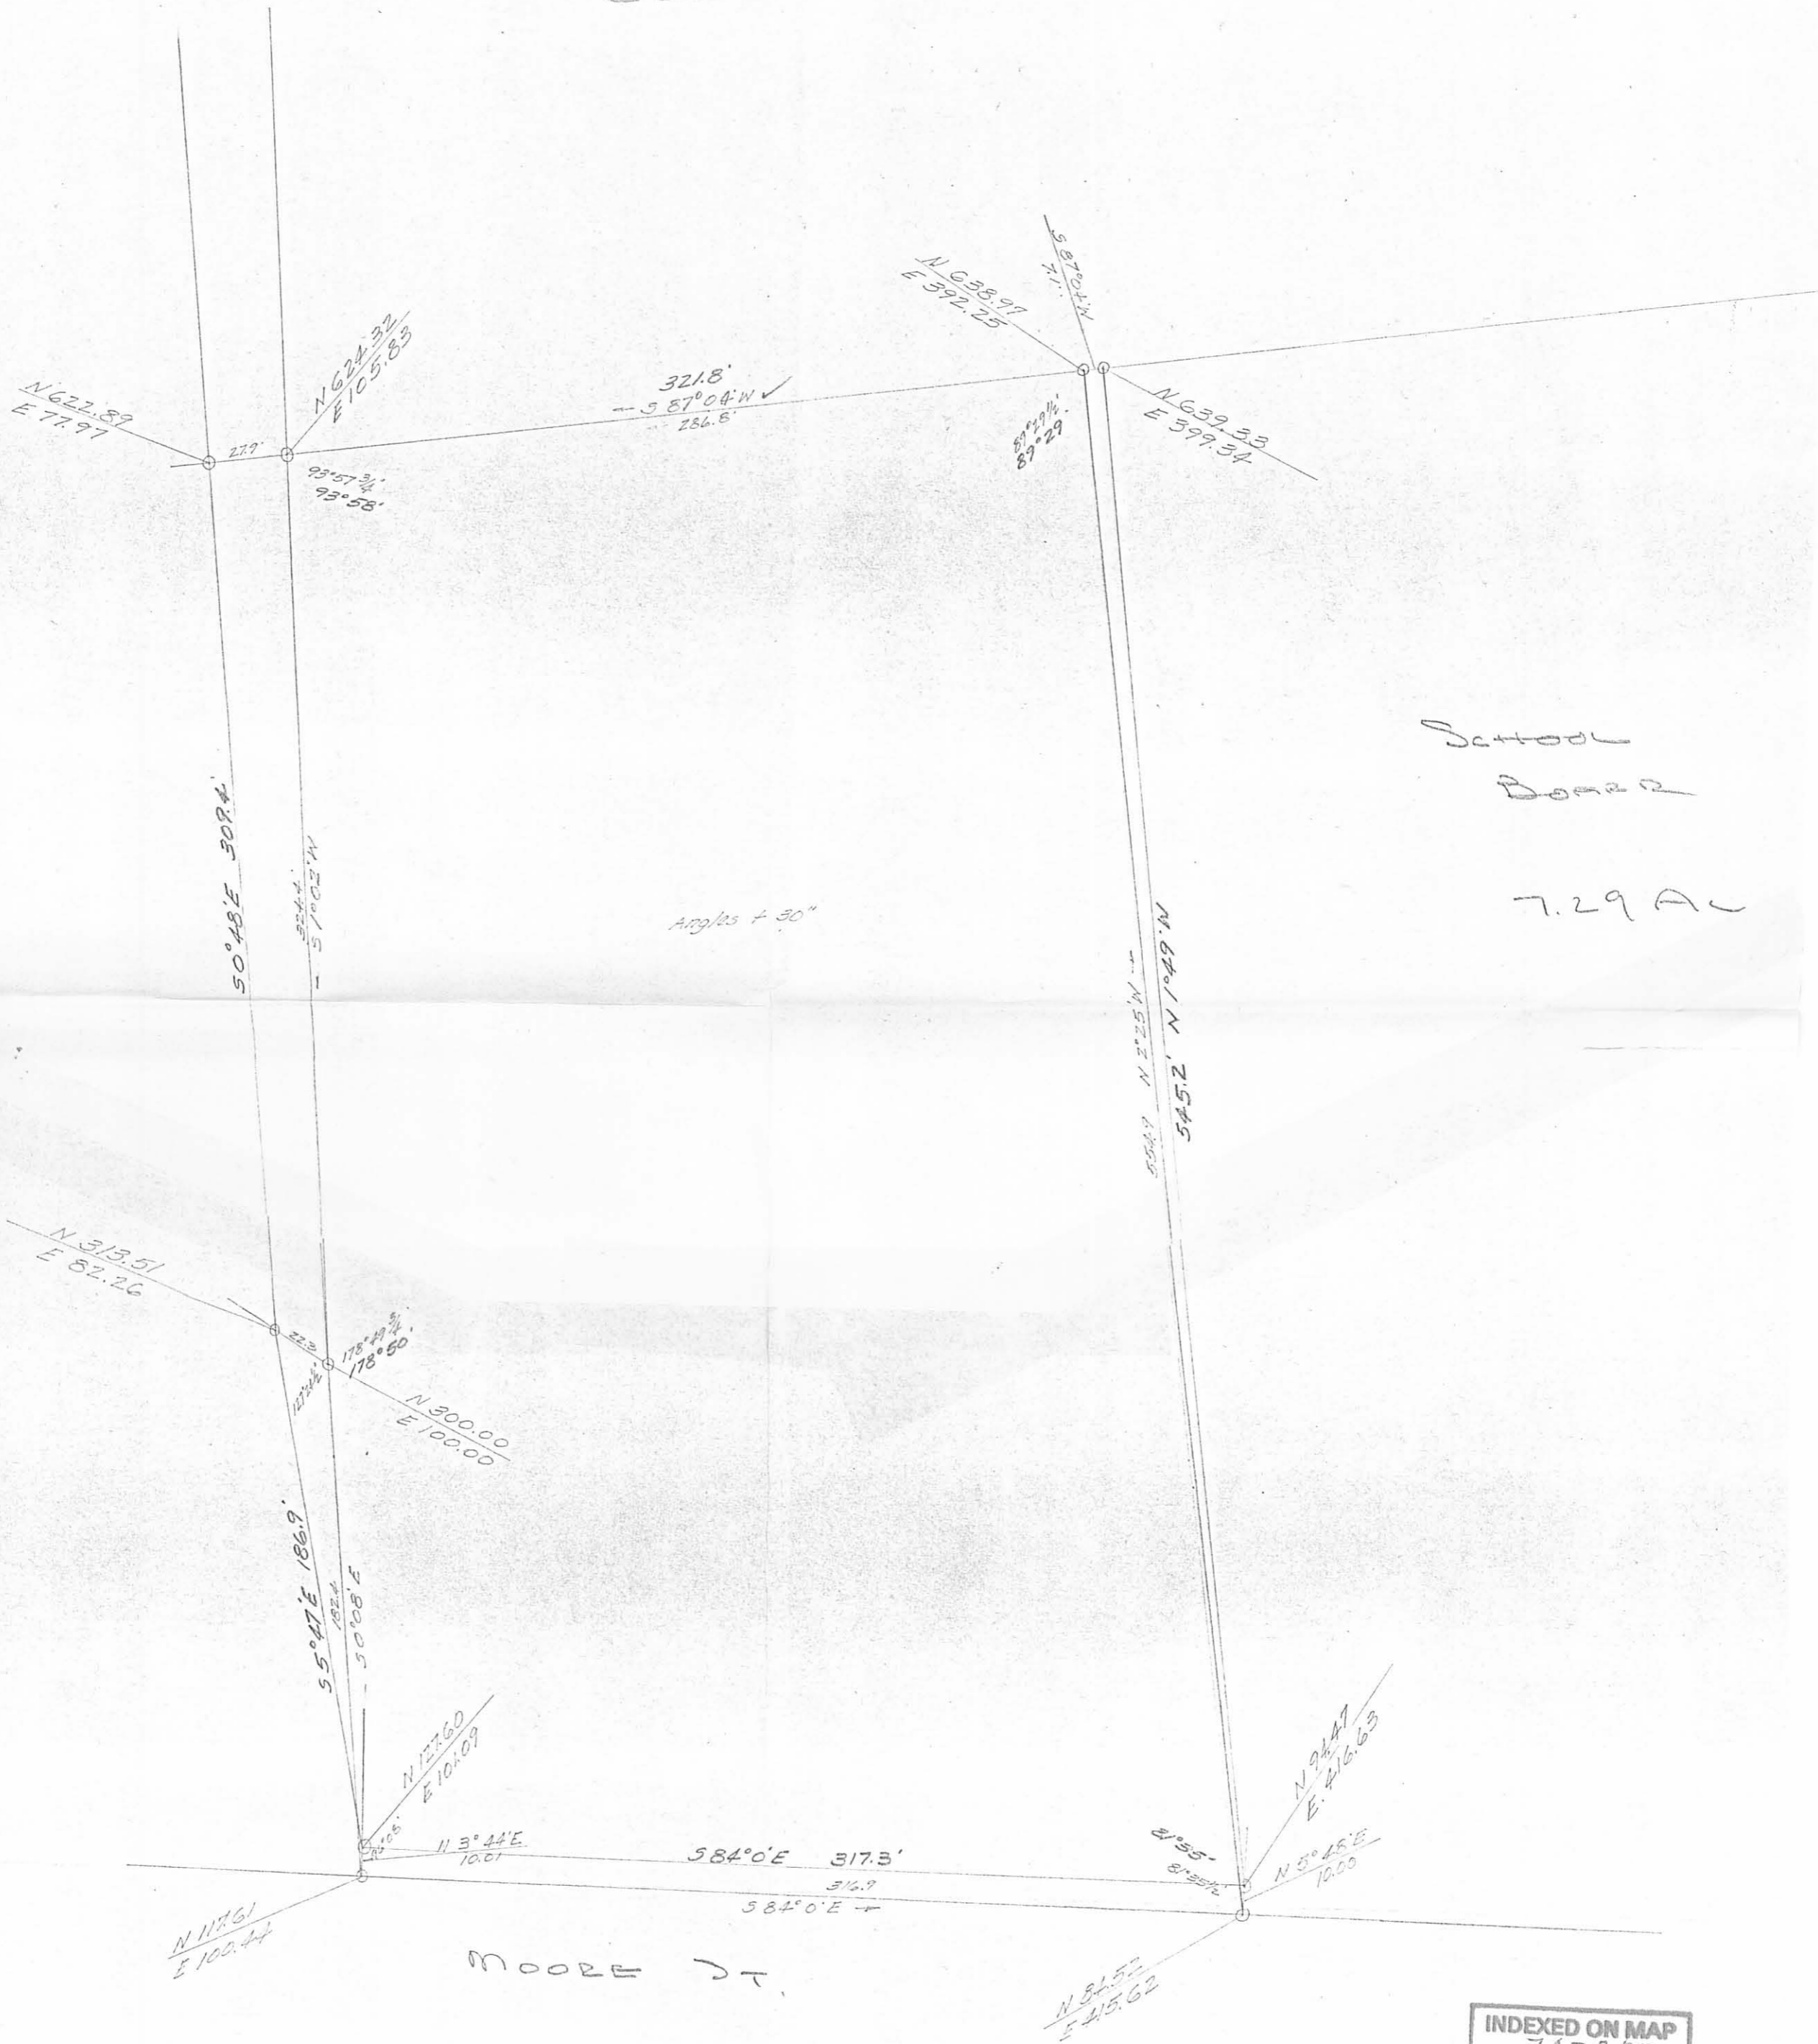 N 638.97
E 392.25
S 87°04'W
7.1'
N 624.32
E 105.83
N 622.89
E 77.97
27.9'
321.8'
S 87°04'W ✓
286.8'
93°57¾'
93°58'
89°29½'
89°29'
N 639.33
E 399.34
SCHOOL
BOARD
7.29 AC
S 0°48'E 309.4'
324.4'
S 1°02'W
Angles ± 30"
554.9 N 2°25'W
545.2' N 1°49'W
N 313.51
E 82.26
22.3
178°49¾'
178°50'
N 300.00
E 100.00
S 5°47'E 186.9'
182.4
S 0°08'E
N 127.60
E 101.09
N 3°44'E
10.01
S 84°0'E 317.3'
316.9
S 84°0'E
81°35'
81°35½'
N 94.47
E. 416.63
N 5°48'E
10.00
N 117.61
E 100.44
MOORE ST.
N 84.52
E 415.62
INDEXED ON MAP